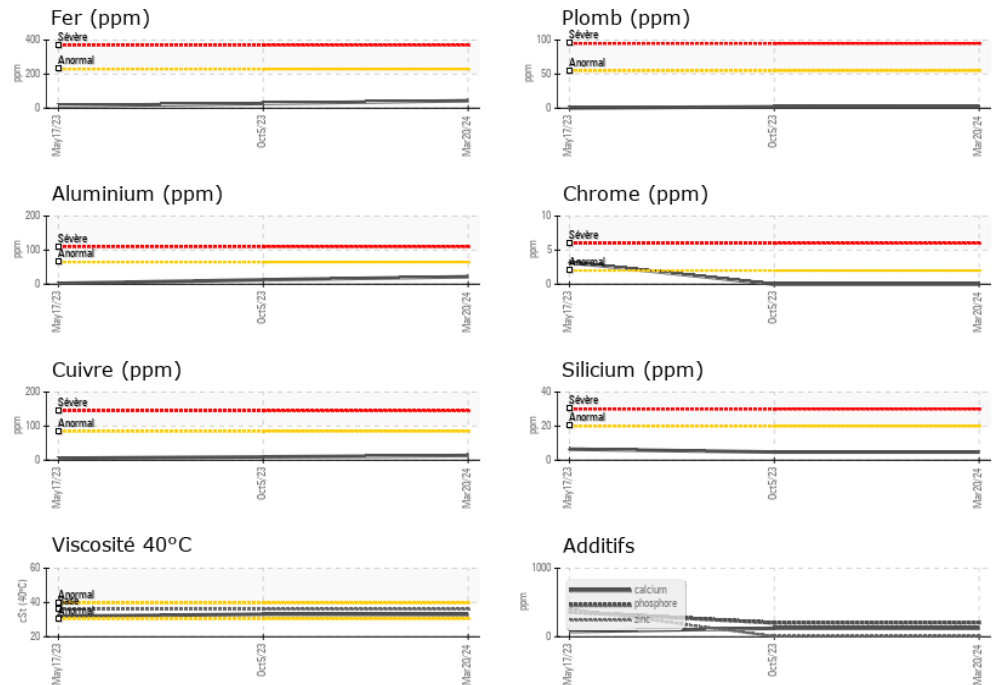 Fer (ppm)
400
200
0
ppm
Sévère
Anormal
May17/23
Oct5/23
Mar20/24
Plomb (ppm)
100
50
0
ppm
Sévère
Anormal
May17/23
Oct5/23
Mar20/24
Aluminium (ppm)
200
100
0
ppm
Sévère
Anormal
May17/23
Oct5/23
Mar20/24
Chrome (ppm)
10
5
0
ppm
Sévère
Anormal
May17/23
Oct5/23
Mar20/24
Cuivre (ppm)
200
100
0
ppm
Sévère
Anormal
May17/23
Oct5/23
Mar20/24
Silicium (ppm)
40
20
0
ppm
Sévère
Anormal
May17/23
Oct5/23
Mar20/24
Viscosité 40°C
60
40
20
cSt (40°C)
Anormal
Base
Anormal
May17/23
Oct5/23
Mar20/24
Additifs
1000
0
ppm
calcium
phosphore
zinc
May17/23
Oct5/23
Mar20/24